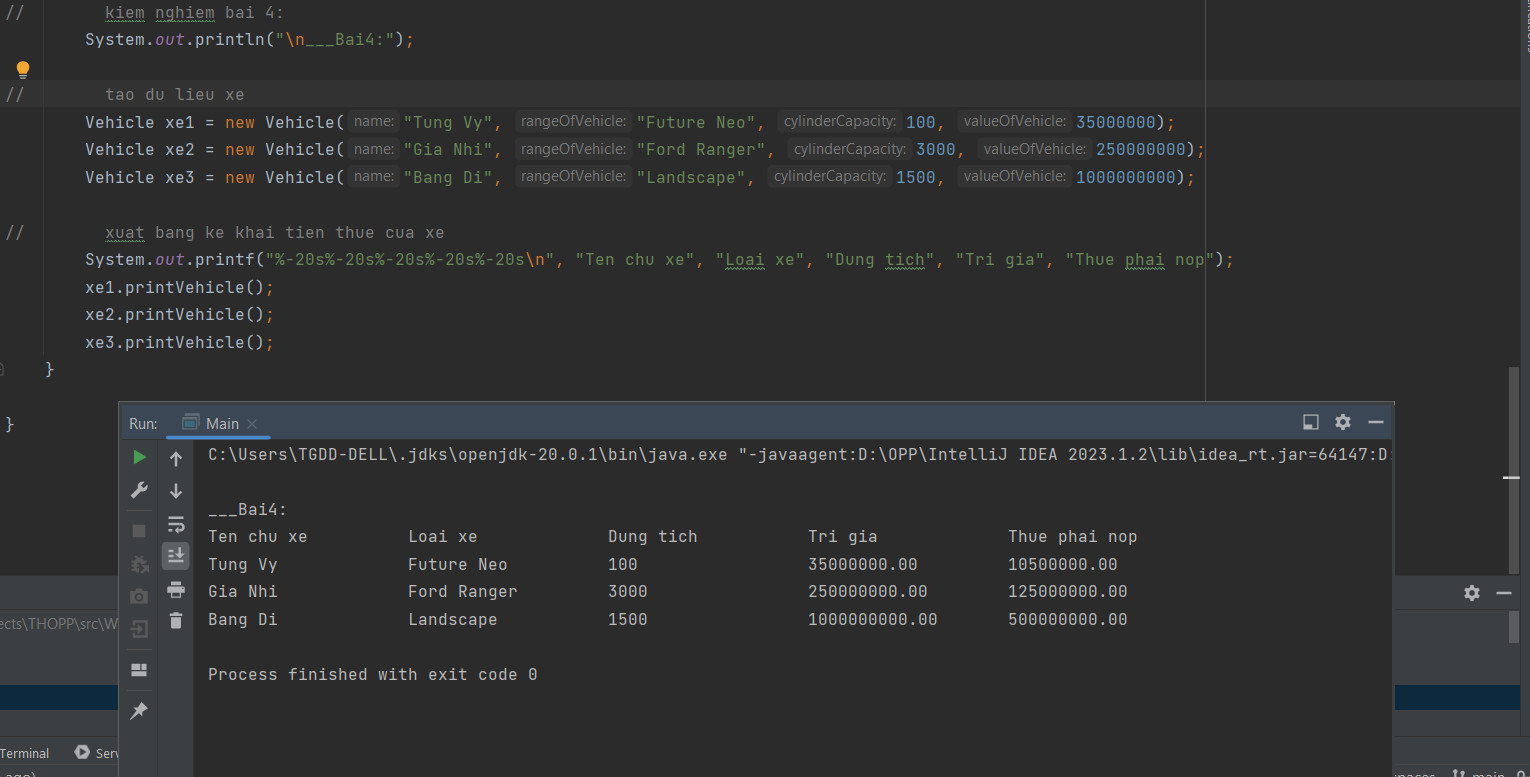 // kiem nghiem bai 4:
System.out.println("\n___Bai4:");
// tao du lieu xe
Vehicle xe1 = new Vehicle( name: "Tung Vy", rangeOfVehicle: "Future Neo", cylinderCapacity: 100, valueOfVehicle: 35000000);
Vehicle xe2 = new Vehicle( name: "Gia Nhi", rangeOfVehicle: "Ford Ranger", cylinderCapacity: 3000, valueOfVehicle: 250000000);
Vehicle xe3 = new Vehicle( name: "Bang Di", rangeOfVehicle: "Landscape", cylinderCapacity: 1500, valueOfVehicle: 1000000000);
// xuat bang ke khai tien thue cua xe
System.out.printf("%-20s%-20s%-20s%-20s%-20s\n", "Ten chu xe", "Loai xe", "Dung tich", "Tri gia", "Thue phai nop");
xe1.printVehicle();
xe2.printVehicle();
xe3.printVehicle();
}
}
Run: Main
C:\Users\TGDD-DELL\.jdks\openjdk-20.0.1\bin\java.exe "-javaagent:D:\OPP\IntelliJ IDEA 2023.1.2\lib\idea_rt.jar=64147:D:
___Bai4:
Ten chu xe Loai xe Dung tich Tri gia Thue phai nop
Tung Vy Future Neo 100 35000000.00 10500000.00
Gia Nhi Ford Ranger 3000 250000000.00 125000000.00
Bang Di Landscape 1500 1000000000.00 500000000.00
Process finished with exit code 0
ects\THOPP\src\W
Terminal Serv
main